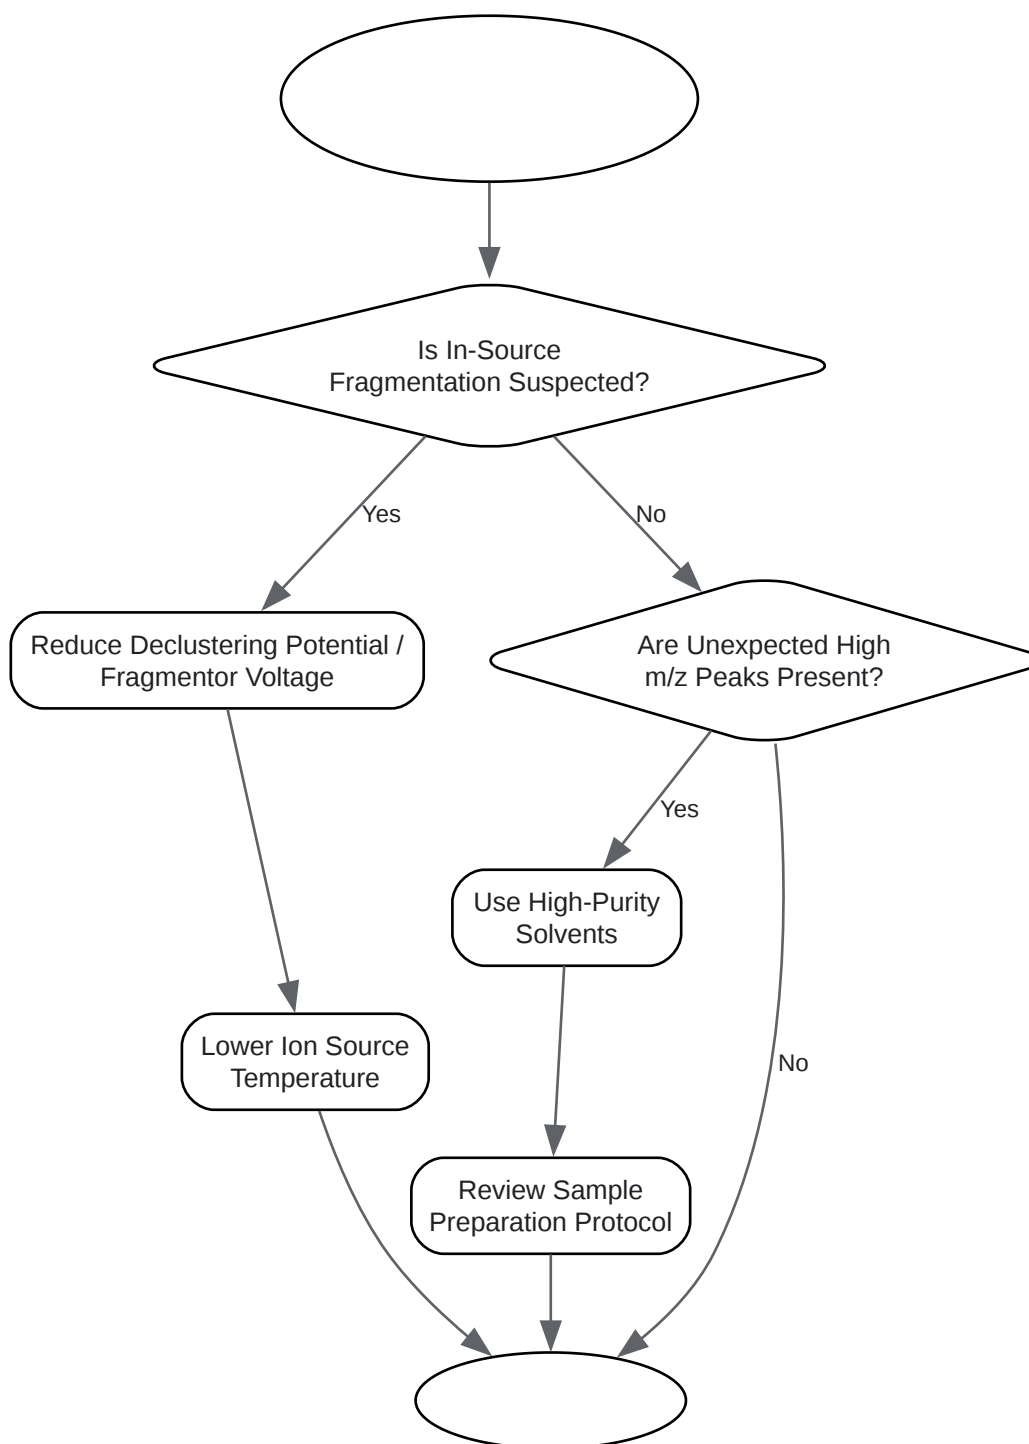 Is In-Source
Fragmentation Suspected?
Yes
No
Reduce Declustering Potential /
Fragmentor Voltage
Are Unexpected High
m/z Peaks Present?
Yes
Use High-Purity
Solvents
Lower Ion Source
Temperature
No
Review Sample
Preparation Protocol